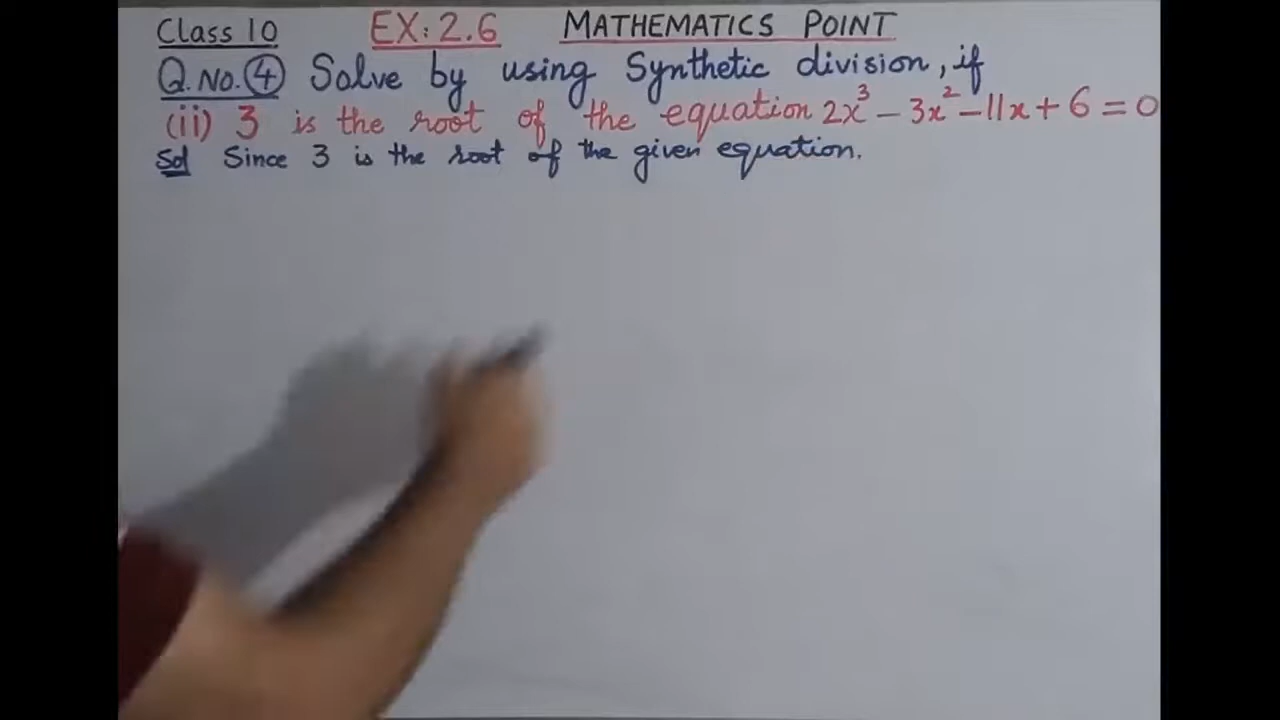 Class 10 EX: 2.6 MATHEMATICS POINT
Q.No.④ Solve by using Synthetic division, if
(ii) 3 is the root of the equation 2x³ - 3x² - 11x + 6 = 0
Sol Since 3 is the root of the given equation.